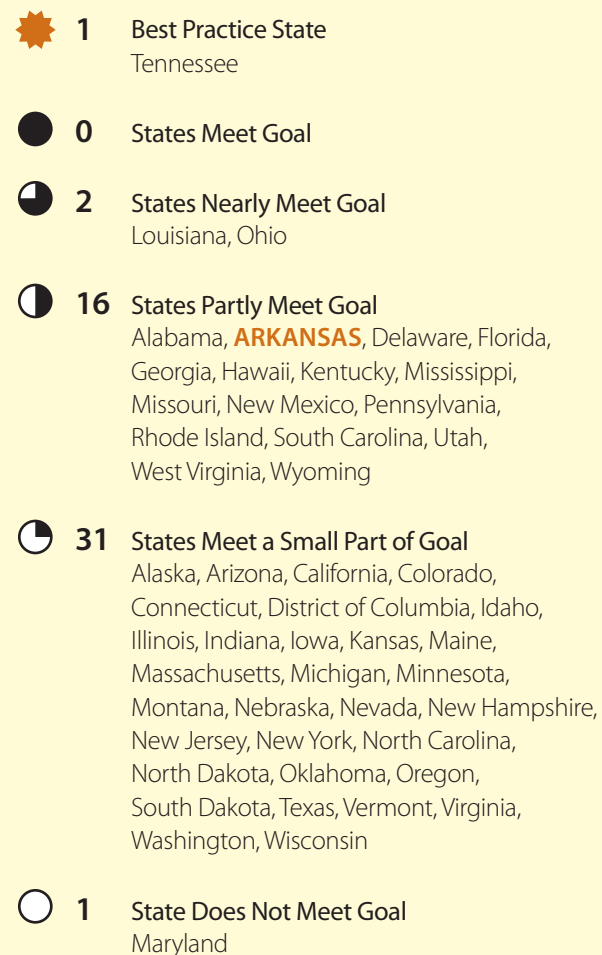 1 Best Practice State
Tennessee
0 States Meet Goal
2 States Nearly Meet Goal
Louisiana, Ohio
16 States Partly Meet Goal
Alabama, ARKANSAS, Delaware, Florida,
Georgia, Hawaii, Kentucky, Mississippi,
Missouri, New Mexico, Pennsylvania,
Rhode Island, South Carolina, Utah,
West Virginia, Wyoming
31 States Meet a Small Part of Goal
Alaska, Arizona, California, Colorado,
Connecticut, District of Columbia, Idaho,
Illinois, Indiana, Iowa, Kansas, Maine,
Massachusetts, Michigan, Minnesota,
Montana, Nebraska, Nevada, New Hampshire,
New Jersey, New York, North Carolina,
North Dakota, Oklahoma, Oregon,
South Dakota, Texas, Vermont, Virginia,
Washington, Wisconsin
1 State Does Not Meet Goal
Maryland